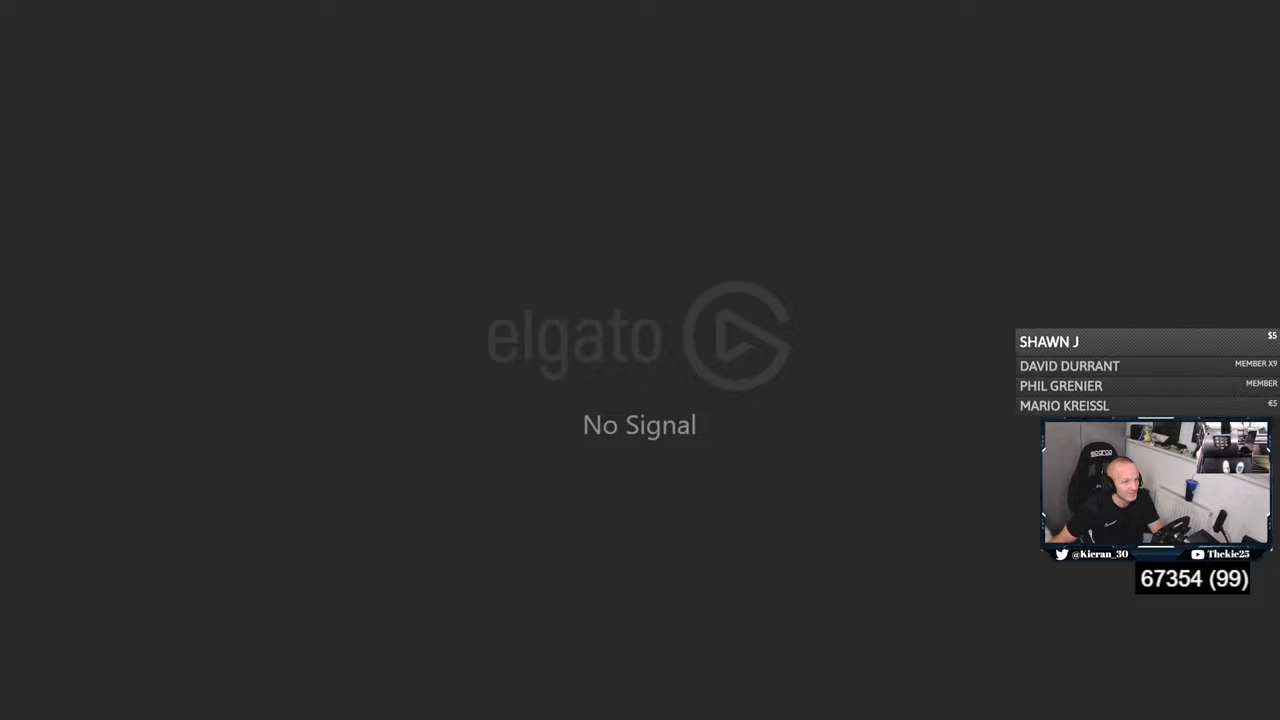 elgato
No Signal
SHAWN J $5
DAVID DURRANT MEMBER X9
PHIL GRENIER MEMBER
MARIO KREISSL €5
sparco
@Kieran_30 Thekie25
67354 (99)